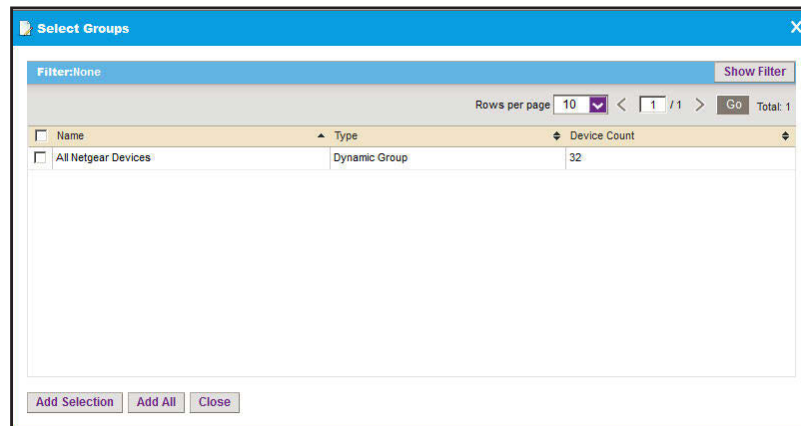 Select Groups X
Filter:None Show Filter
Rows per page 10 < 1 / 1 > Go Total: 1
Name Type Device Count
All Netgear Devices Dynamic Group 32
Add Selection Add All Close